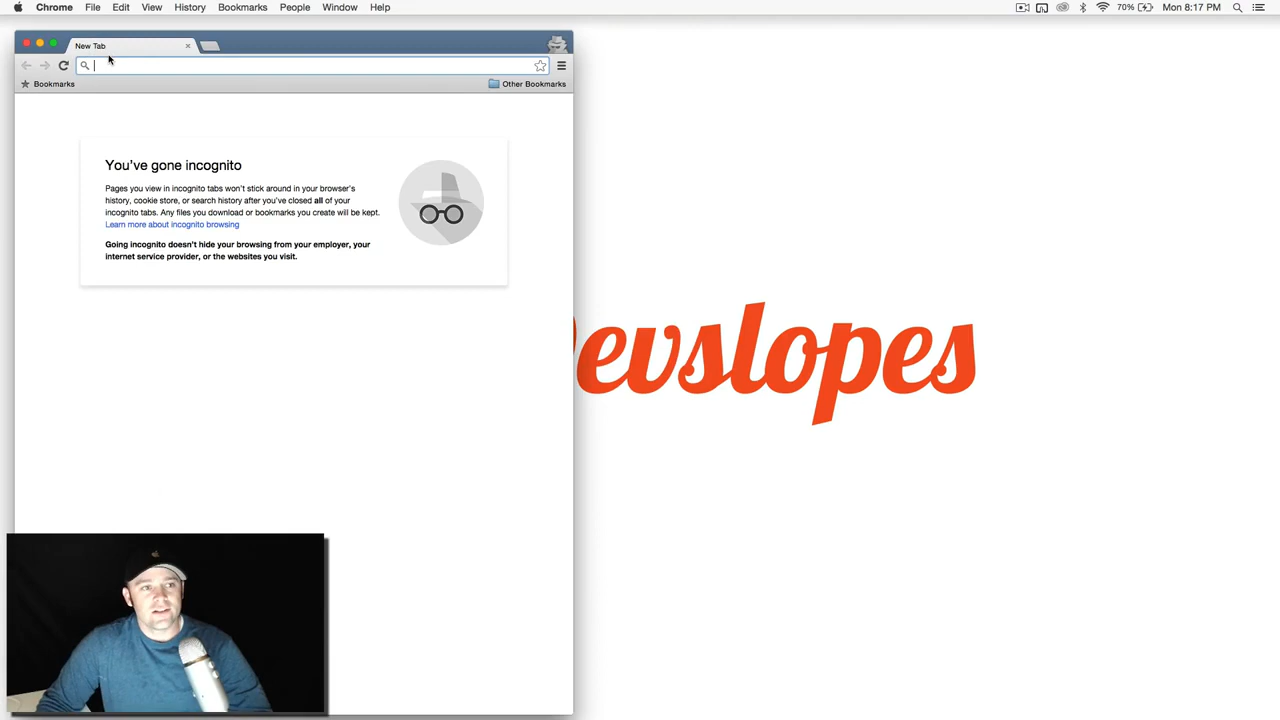 Chrome File Edit View History Bookmarks People Window Help 70% Mon 8:17 PM
New Tab
Bookmarks Other Bookmarks
You've gone incognito
Pages you view in incognito tabs won't stick around in your browser's
history, cookie store, or search history after you've closed all of your
incognito tabs. Any files you download or bookmarks you create will be kept.
Learn more about incognito browsing
Going incognito doesn't hide your browsing from your employer, your
internet service provider, or the websites you visit.
evslopes